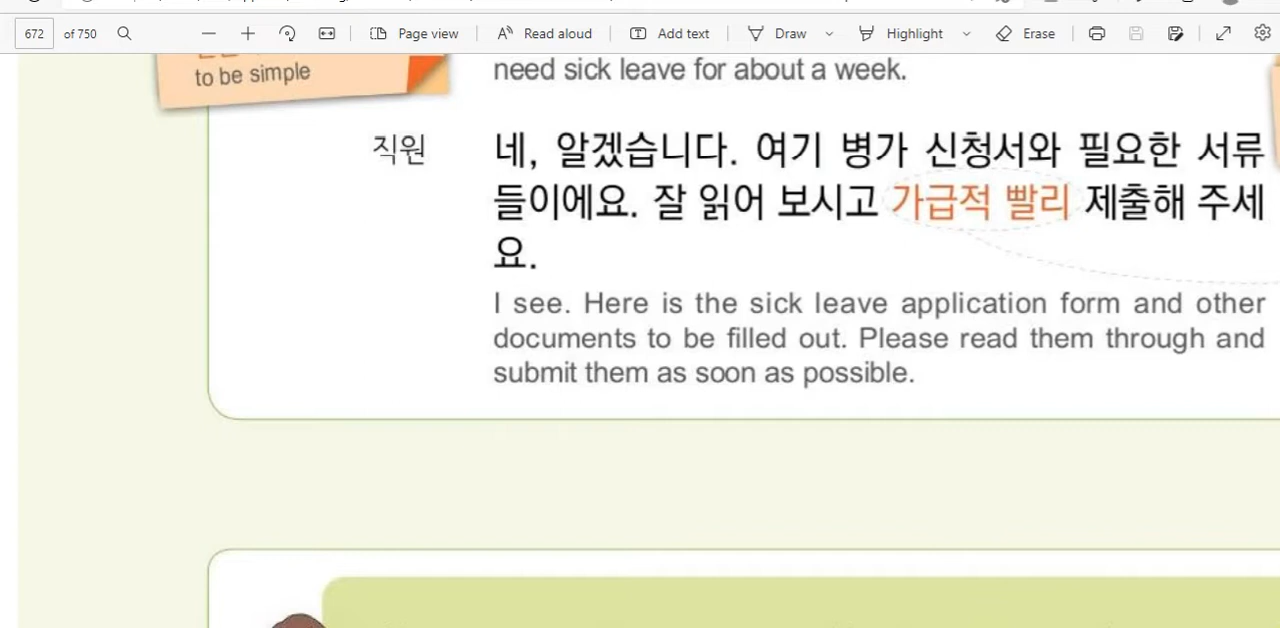 672 of 750 Page view Read aloud Add text Draw Highlight Erase
to be simple
need sick leave for about a week.
직원
네, 알겠습니다. 여기 병가 신청서와 필요한 서류
들이에요. 잘 읽어 보시고 가급적 빨리 제출해 주세
요.
I see. Here is the sick leave application form and other
documents to be filled out. Please read them through and
submit them as soon as possible.